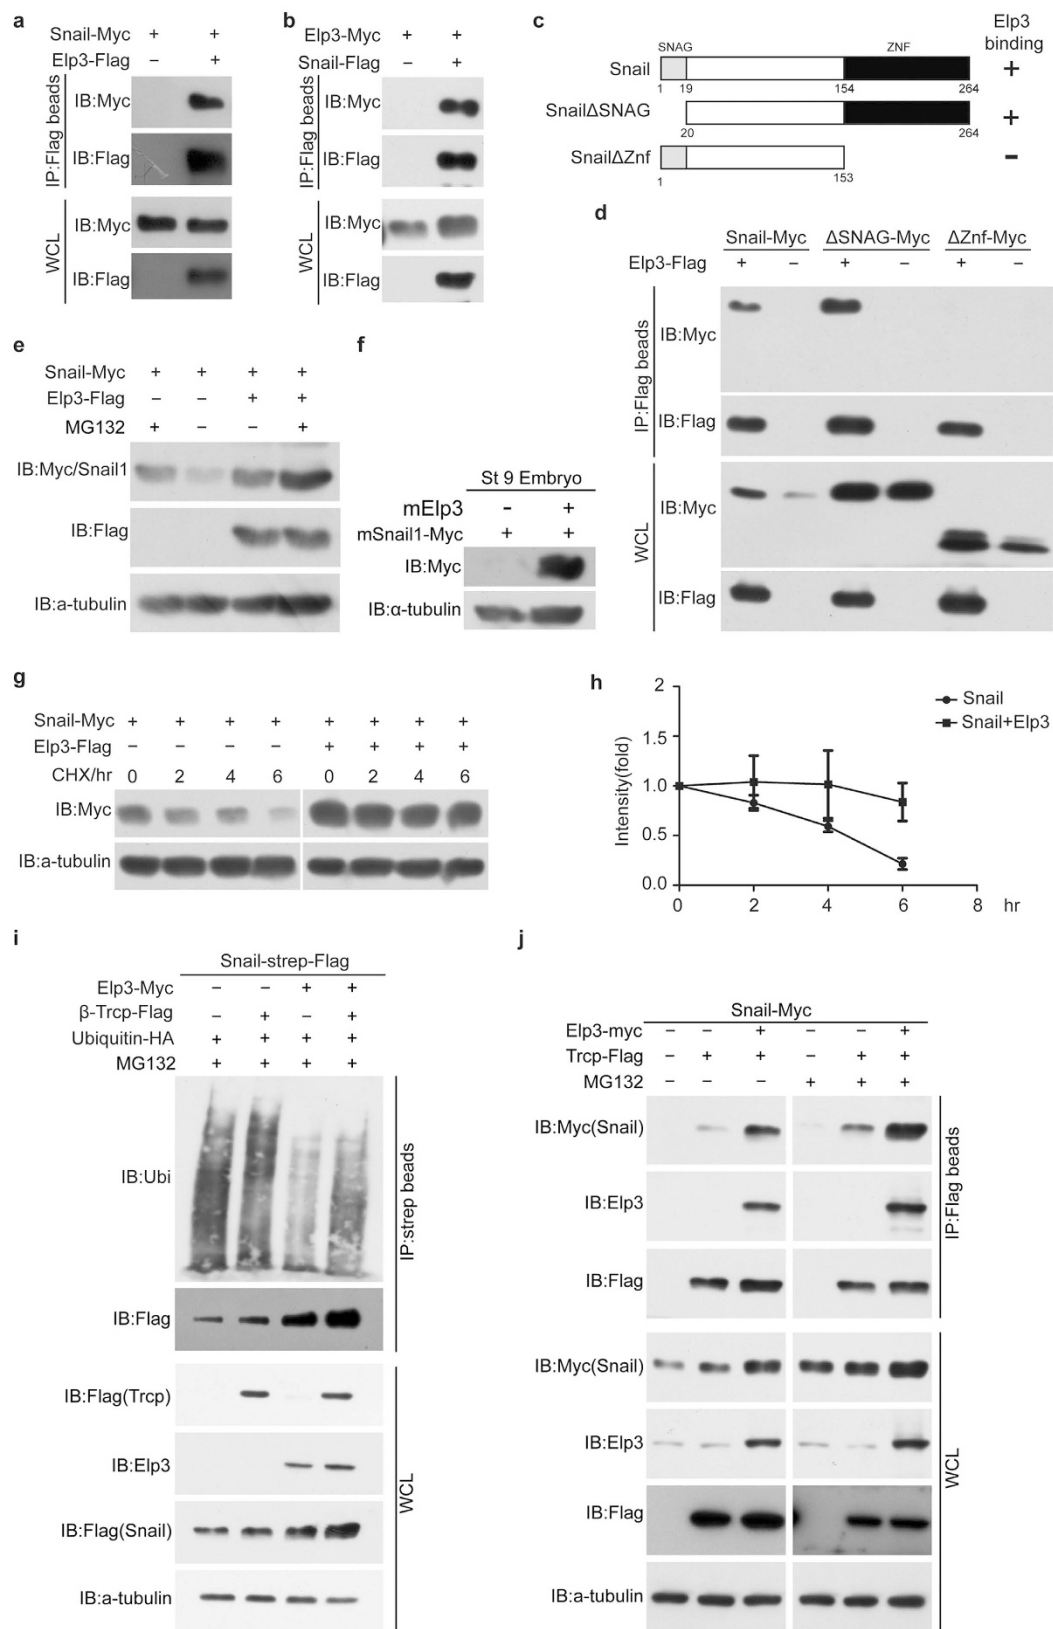 a
Snail-Myc + +
Elp3-Flag – +
IP:Flag beads
IB:Myc
IB:Flag
WCL
IB:Myc
IB:Flag
b
Elp3-Myc + +
Snail-Flag – +
IP:Flag beads
IB:Myc
IB:Flag
WCL
IB:Myc
IB:Flag
c
Elp3 binding
SNAG ZNF
Snail +
1 19 154 264
SnailΔSNAG +
20 264
SnailΔZnf –
1 153
d
Snail-Myc ΔSNAG-Myc ΔZnf-Myc
Elp3-Flag + – + – + –
IP:Flag beads
IB:Myc
IB:Flag
WCL
IB:Myc
IB:Flag
e
Snail-Myc + + + +
Elp3-Flag – – + +
MG132 + – – +
IB:Myc/Snail1
IB:Flag
IB:a-tubulin
f
St 9 Embryo
mElp3 - +
mSnail1-Myc + +
IB:Myc
IB:α-tubulin
g
Snail-Myc + + + + + + + +
Elp3-Flag – – – – + + + +
CHX/hr 0 2 4 6 0 2 4 6
IB:Myc
IB:a-tubulin
h
Intensity(fold)
2
1.5
1.0
0.5
0.0
0 2 4 6 8 hr
Snail
Snail+Elp3
i
Snail-strep-Flag
Elp3-Myc – – + +
β-Trcp-Flag – + – +
Ubiquitin-HA + + + +
MG132 + + + +
IB:Ubi
IB:Flag
IP:strep beads
IB:Flag(Trcp)
IB:Elp3
IB:Flag(Snail)
IB:a-tubulin
WCL
j
Snail-Myc
Elp3-myc – – + – – +
Trcp-Flag – + + – + +
MG132 – – – + + +
IB:Myc(Snail)
IB:Elp3
IB:Flag
IP:Flag beads
IB:Myc(Snail)
IB:Elp3
IB:Flag
IB:a-tubulin
WCL